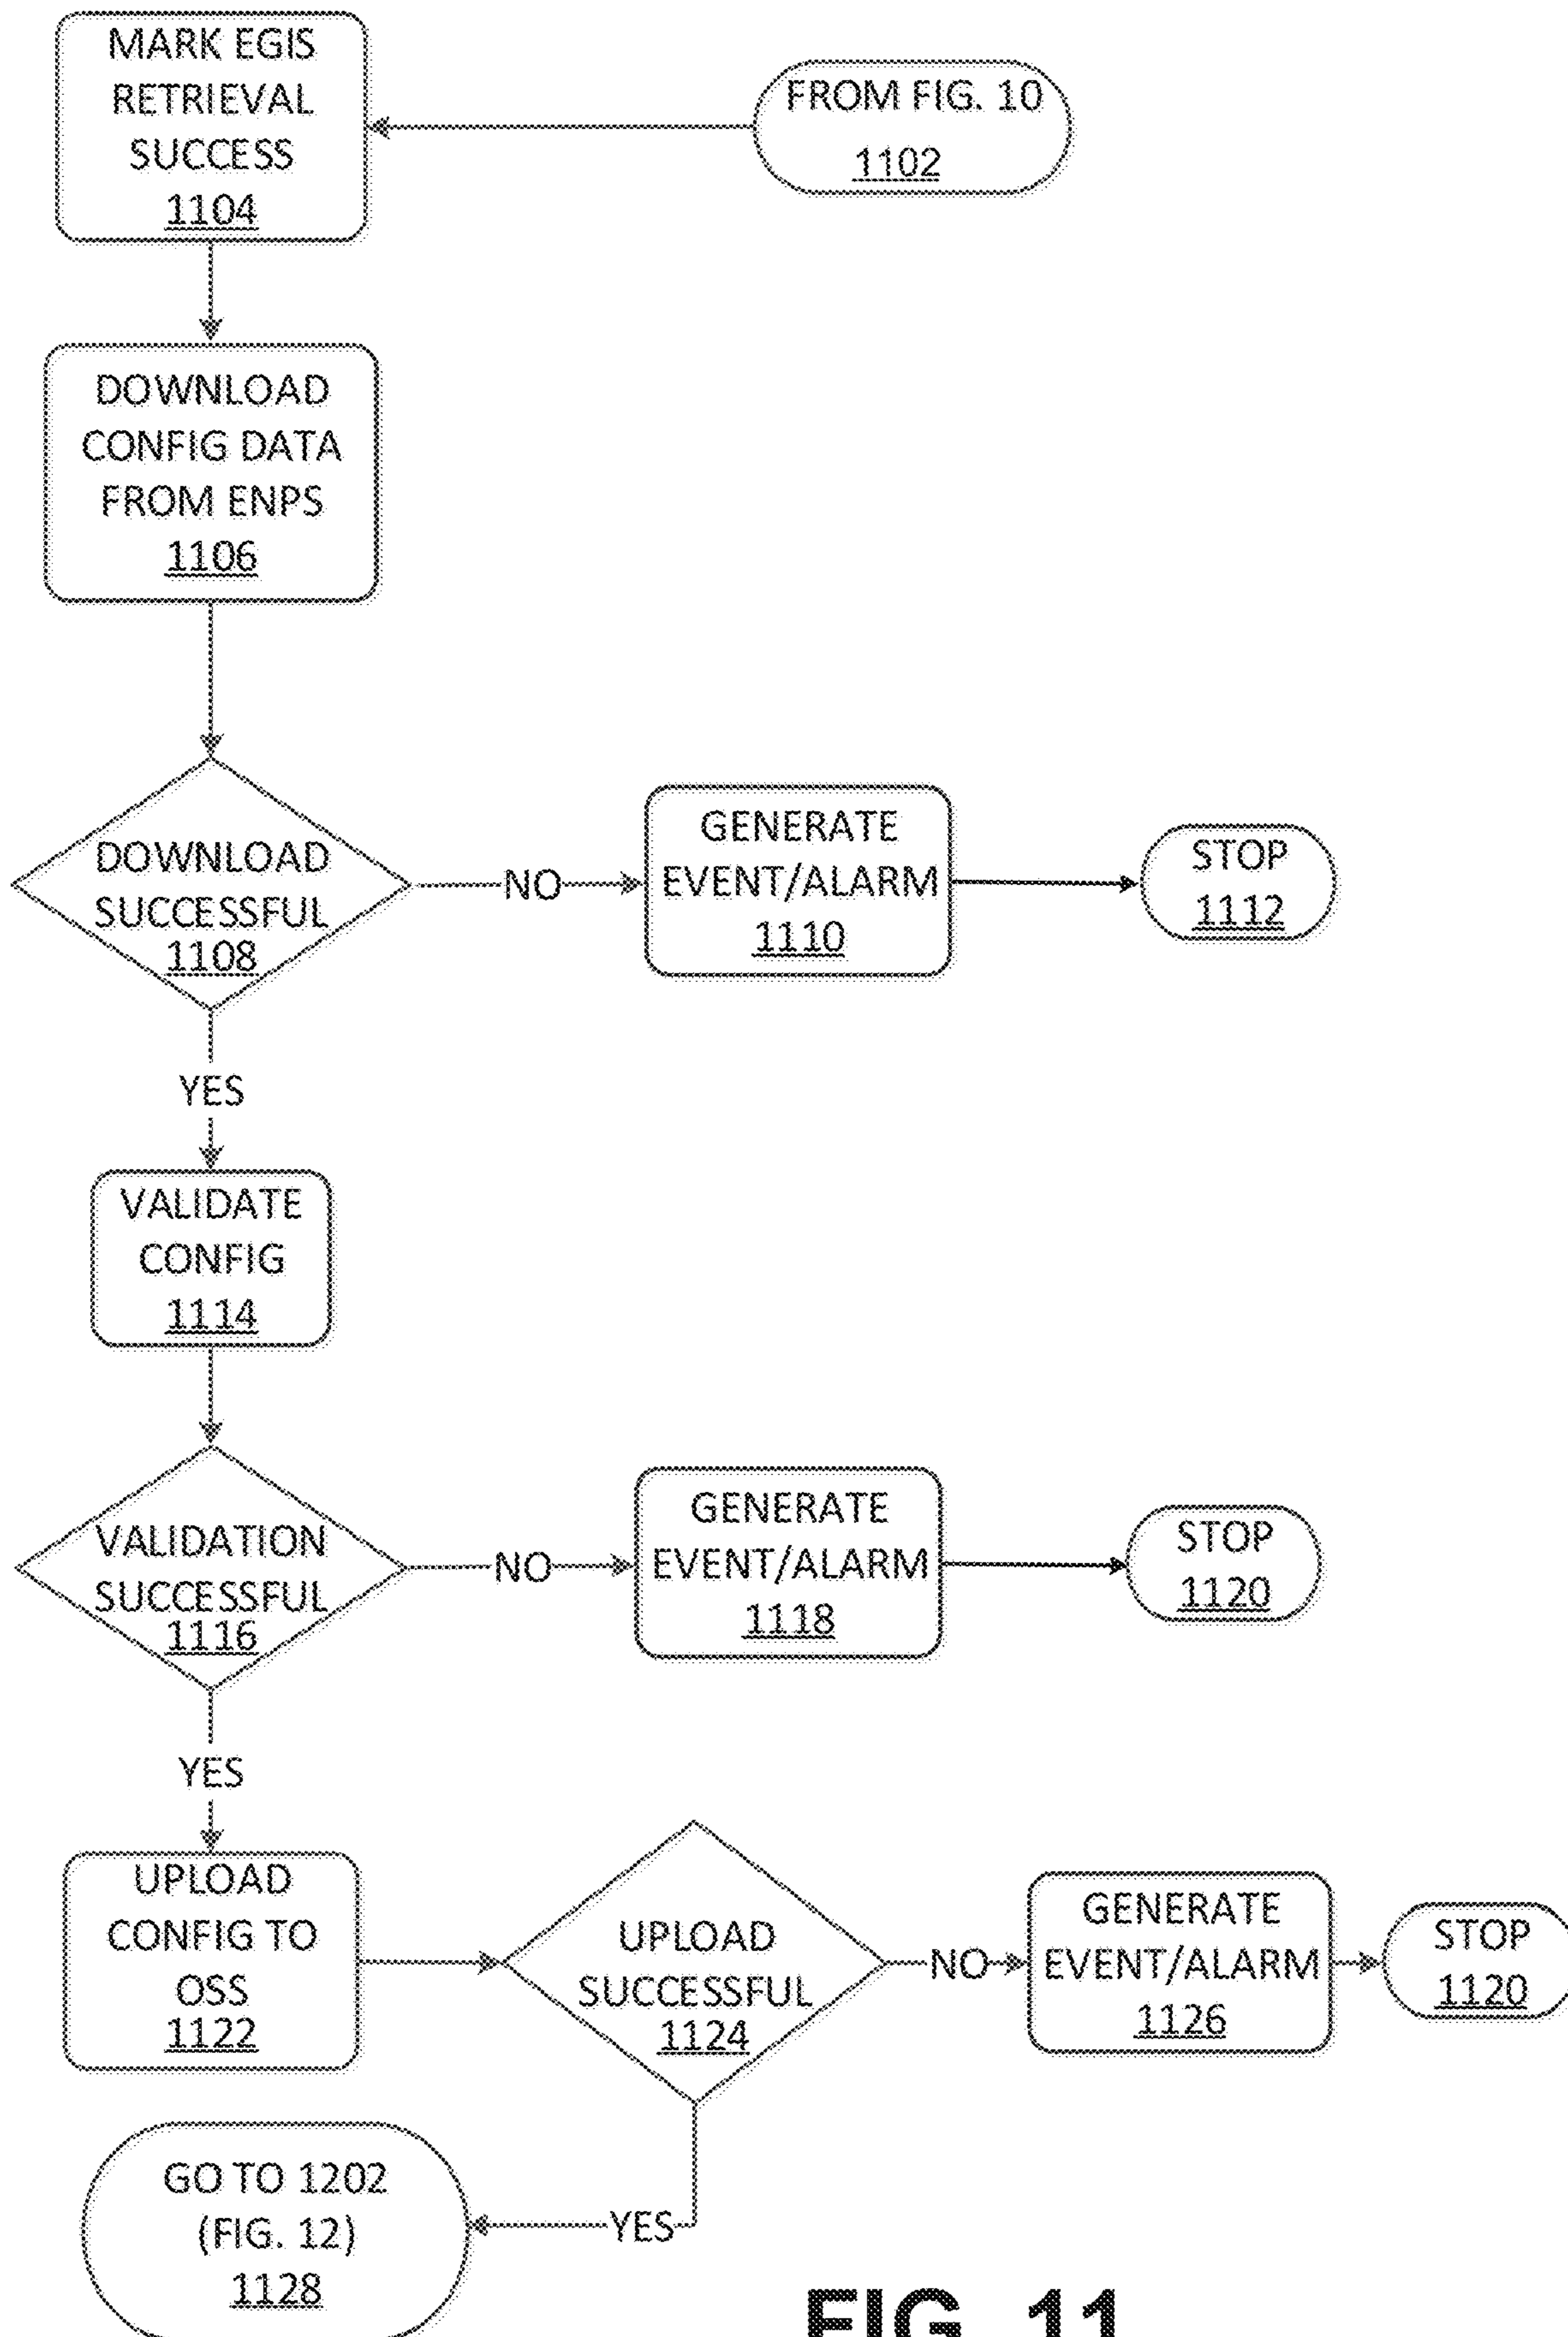 MARK EGIS
RETRIEVAL
SUCCESS
1104
FROM FIG. 10
1102
DOWNLOAD
CONFIG DATA
FROM ENPS
1106
DOWNLOAD
SUCCESSFUL
1108
NO
GENERATE
EVENT/ALARM
1110
STOP
1112
YES
VALIDATE
CONFIG
1114
VALIDATION
SUCCESSFUL
1116
NO
GENERATE
EVENT/ALARM
1118
STOP
1120
YES
UPLOAD
CONFIG TO
OSS
1122
UPLOAD
SUCCESSFUL
1124
NO
GENERATE
EVENT/ALARM
1126
STOP
1120
YES
GO TO 1202
(FIG. 12)
1128
FIG. 11